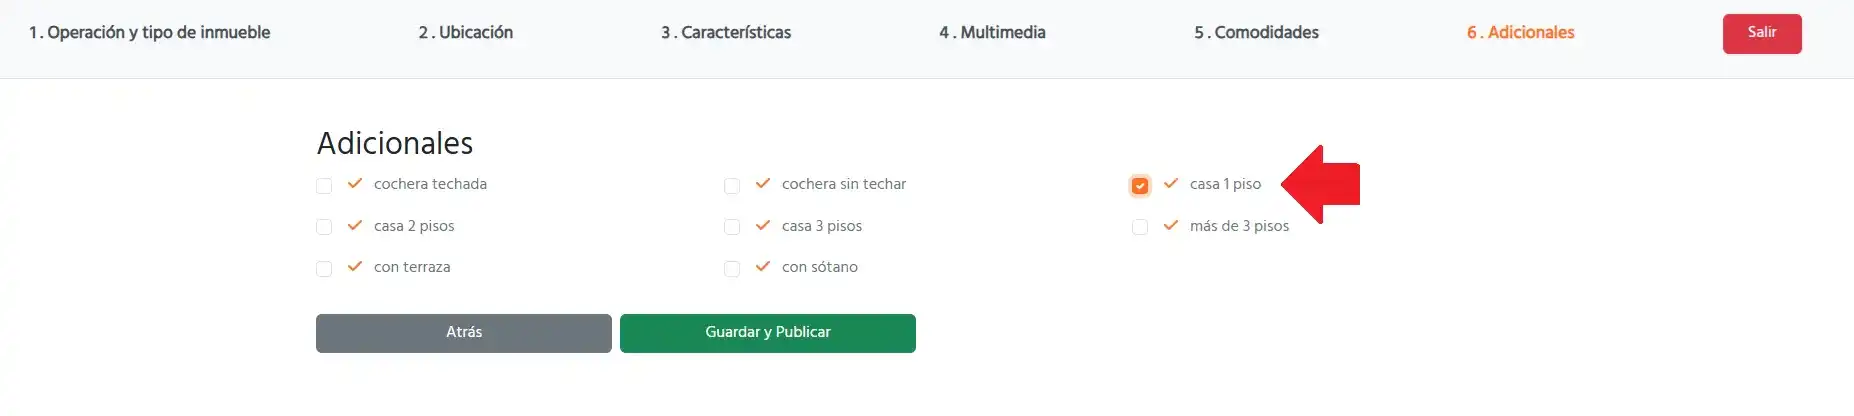 1 . Operación y tipo de inmueble 2 . Ubicación 3 . Características 4 . Multimedia 5 . Comodidades 6 . Adicionales Salir
Adicionales
cochera techada cochera sin techar casa 1 piso
casa 2 pisos casa 3 pisos más de 3 pisos
con terraza con sótano
Atrás Guardar y Publicar